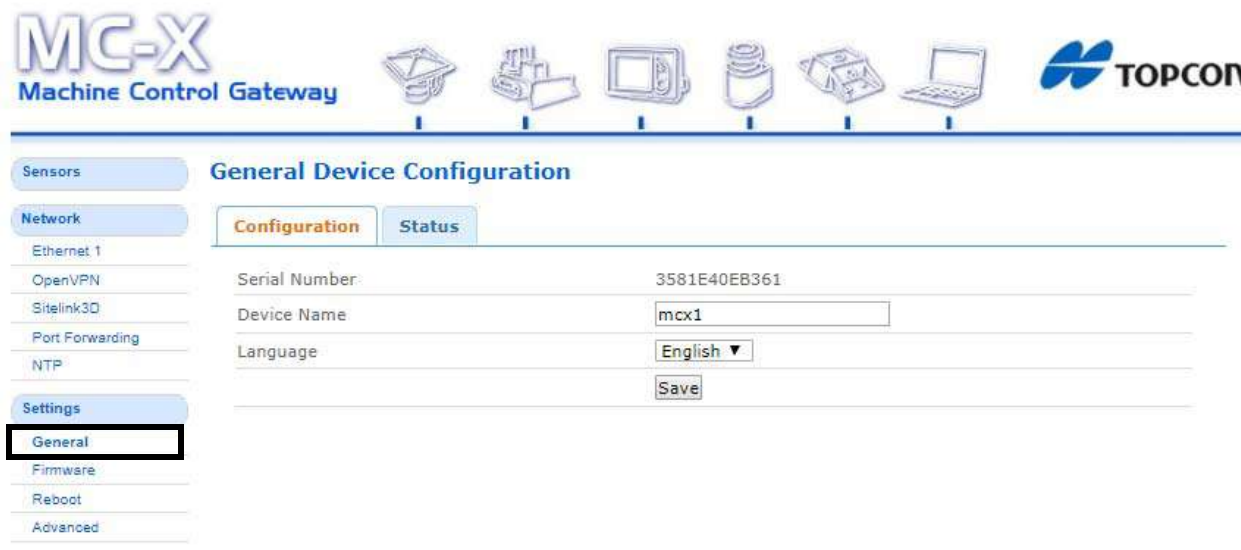 MC-X
Machine Control Gateway
TOPCON
Sensors
Network
Ethernet 1
OpenVPN
Sitelink3D
Port Forwarding
NTP
Settings
General
Firmware
Reboot
Advanced
General Device Configuration
Configuration
Status
Serial Number 3581E40EB361
Device Name mcx1
Language English ▼
Save